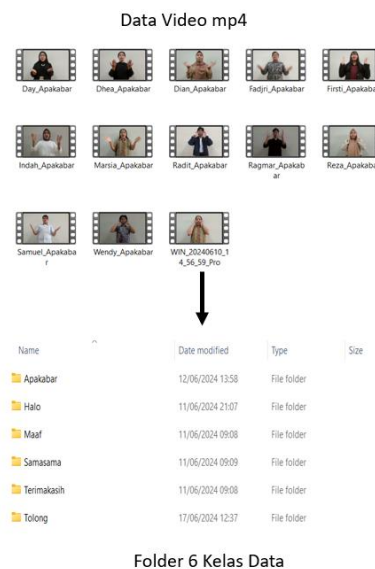 Data Video mp4
Day_Apakabar Dhea_Apakabar Dian_Apakabar Fadjri_Apakabar Firsti_Apakabar
Indah_Apakabar Marsia_Apakabar Radit_Apakabar Ragmar_Apakab Reza_Apakabar
ar
Samuel_Apakaba Wendy_Apakabar WIN_20240610_1
r 4_56_59_Pro
Name Date modified Type Size
Apakabar 12/06/2024 13:58 File folder
Halo 11/06/2024 21:07 File folder
Maaf 11/06/2024 09:08 File folder
Samasama 11/06/2024 09:09 File folder
Terimakasih 11/06/2024 09:08 File folder
Tolong 17/06/2024 12:37 File folder
Folder 6 Kelas Data